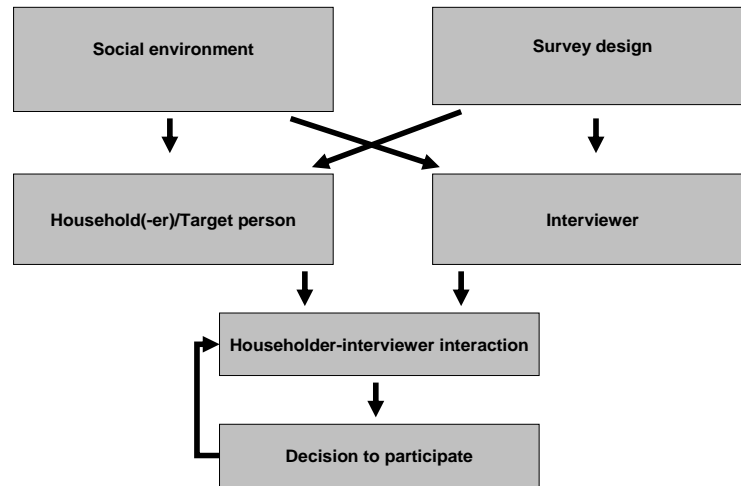 Social environment
Survey design
Household(-er)/Target person
Interviewer
Householder-interviewer interaction
Decision to participate